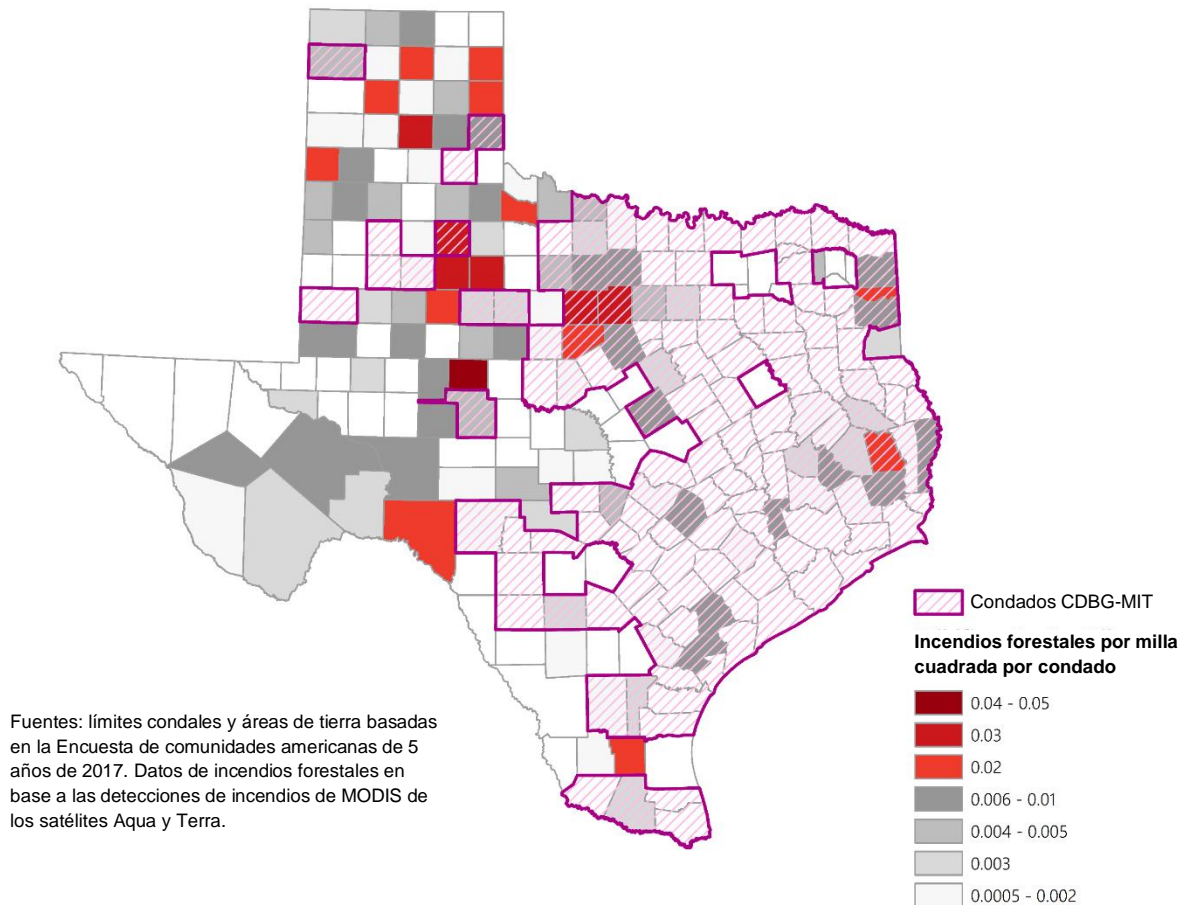 Condados CDBG-MIT
Incendios forestales por milla
cuadrada por condado
0.04 - 0.05
0.03
0.02
0.006 - 0.01
0.004 - 0.005
0.003
0.0005 - 0.002
Fuentes: límites condales y áreas de tierra basadas
en la Encuesta de comunidades americanas de 5
años de 2017. Datos de incendios forestales en
base a las detecciones de incendios de MODIS de
los satélites Aqua y Terra.